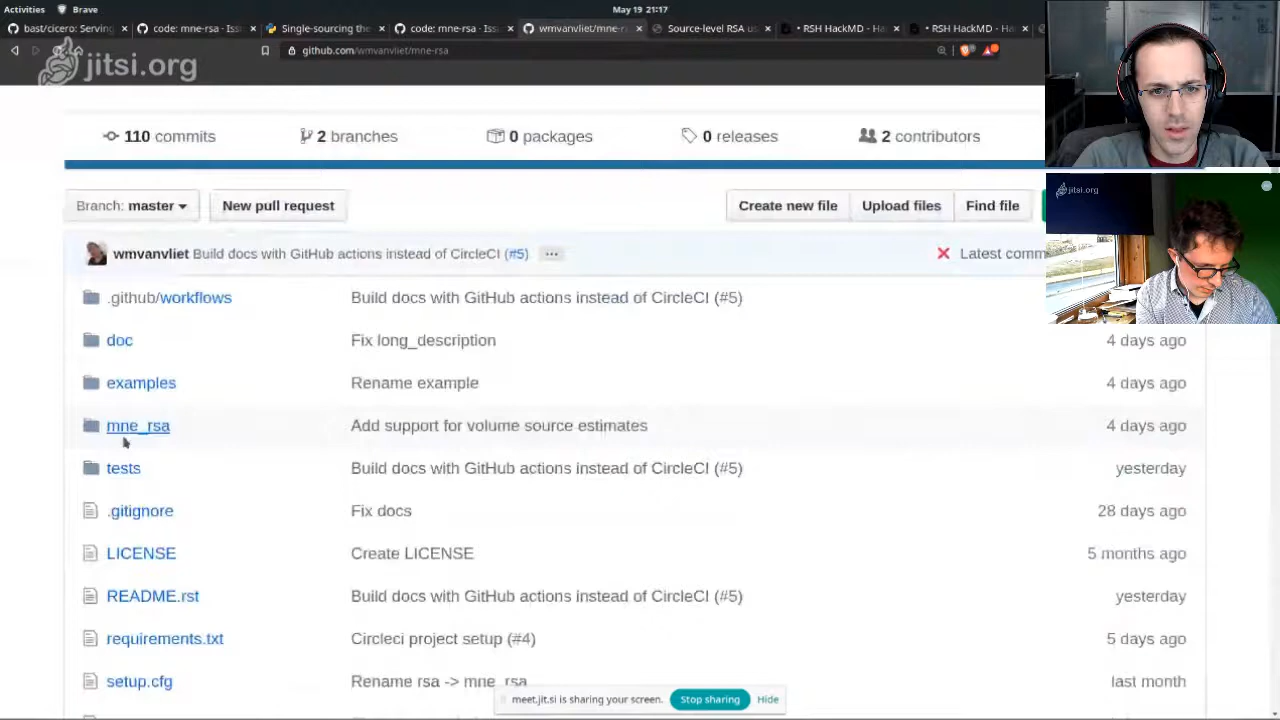 Activities Brave May 19 21:17
bast/cicero: Serving code: mne-rsa - Iss Single-sourcing the code: mne-rsa - Iss wmvanvliet/mne-r Source-level RSA us RSH HackMD - Ha RSH HackMD - Ha
github.com/wmvanvliet/mne-rsa
jitsi.org
110 commits 2 branches 0 packages 0 releases 2 contributors
Branch: master New pull request Create new file Upload files Find file
wmvanvliet Build docs with GitHub actions instead of CircleCI (#5) ... Latest comm
.github/workflows Build docs with GitHub actions instead of CircleCI (#5)
doc Fix long_description 4 days ago
examples Rename example 4 days ago
mne_rsa Add support for volume source estimates 4 days ago
tests Build docs with GitHub actions instead of CircleCI (#5) yesterday
.gitignore Fix docs 28 days ago
LICENSE Create LICENSE 5 months ago
README.rst Build docs with GitHub actions instead of CircleCI (#5) yesterday
requirements.txt Circleci project setup (#4) 5 days ago
setup.cfg Rename rsa -> mne_rsa last month
meet.jit.si is sharing your screen. Stop sharing Hide
jitsi.org